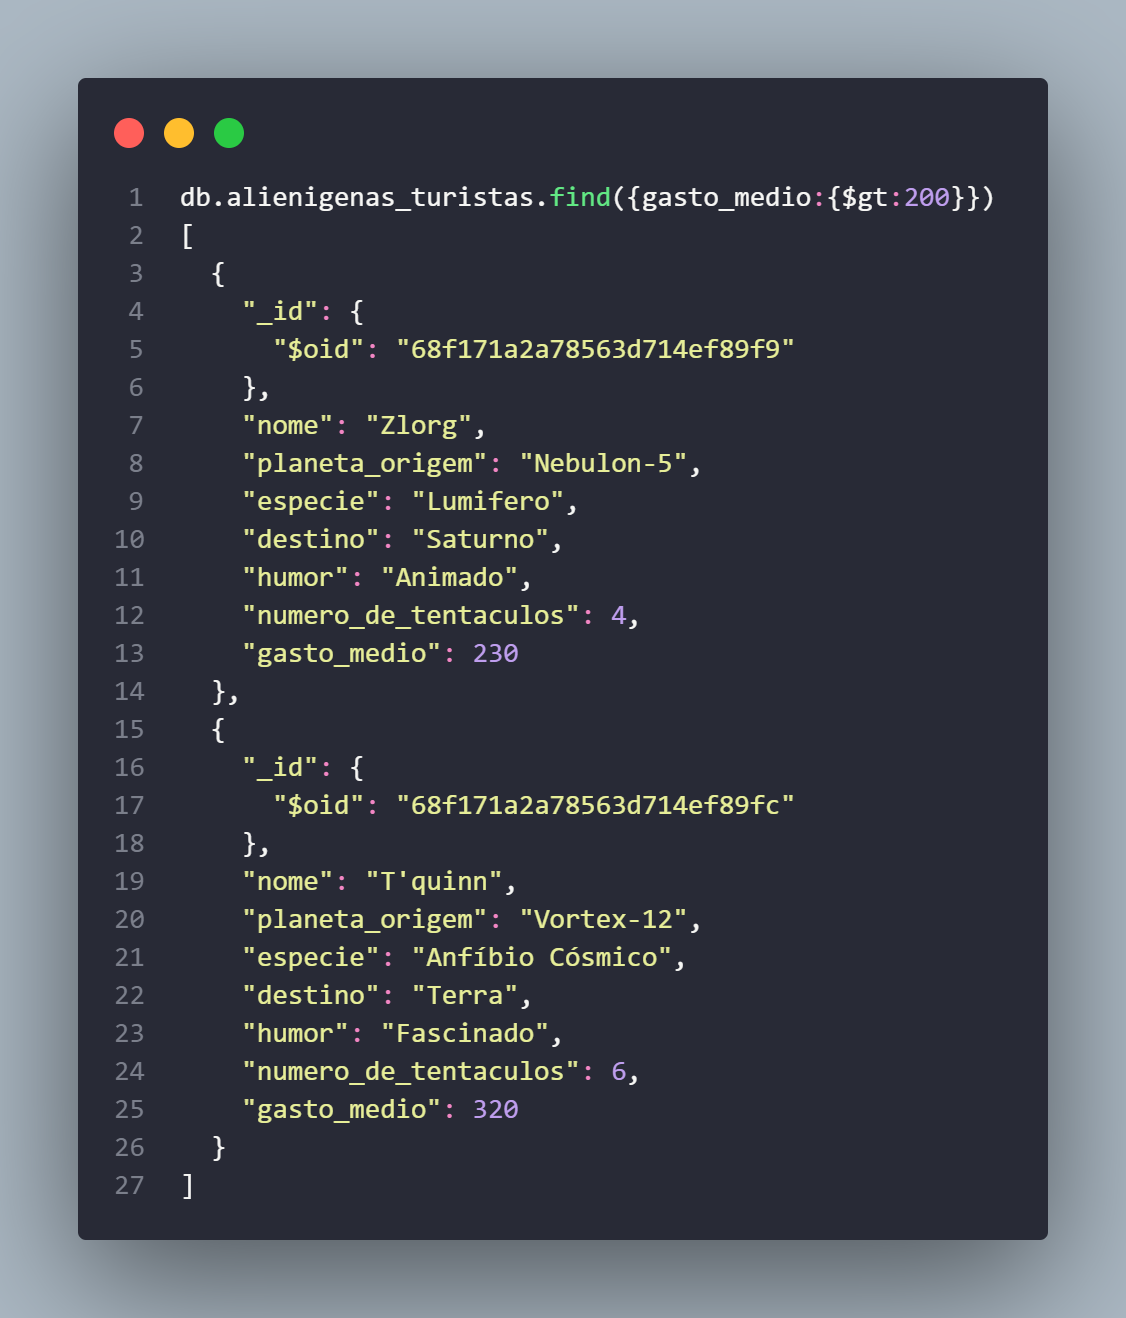 1 db.alienigenas_turistas.find({gasto_medio:{$gt:200}})
2 [
3   {
4     "_id": {
5       "$oid": "68f171a2a78563d714ef89f9"
6     },
7     "nome": "Zlorg",
8     "planeta_origem": "Nebulon-5",
9     "especie": "Lumifero",
10     "destino": "Saturno",
11     "humor": "Animado",
12     "numero_de_tentaculos": 4,
13     "gasto_medio": 230
14   },
15   {
16     "_id": {
17       "$oid": "68f171a2a78563d714ef89fc"
18     },
19     "nome": "T'quinn",
20     "planeta_origem": "Vortex-12",
21     "especie": "Anfíbio Cósmico",
22     "destino": "Terra",
23     "humor": "Fascinado",
24     "numero_de_tentaculos": 6,
25     "gasto_medio": 320
26   }
27 ]